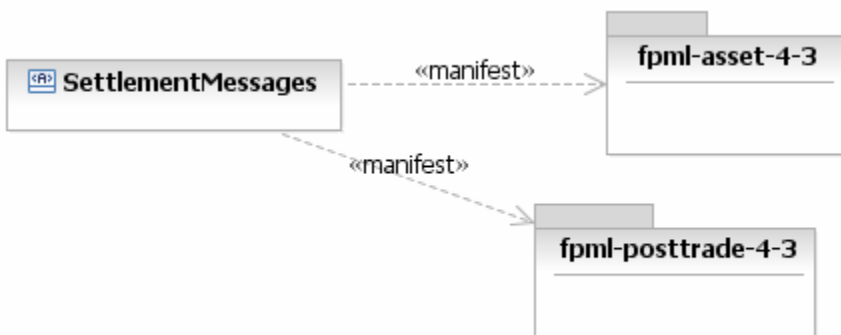 fpml-asset-4-3
«A» SettlementMessages
«manifest»
«manifest»
fpml-posttrade-4-3